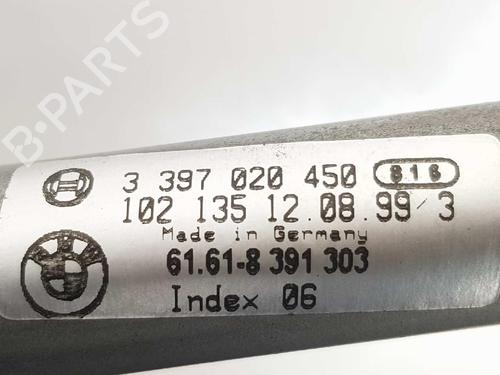 B-PARTS
3 397 020 450 816
102 135 12.08.99/3
Made in Germany
61.61-8 391 303
Index 06